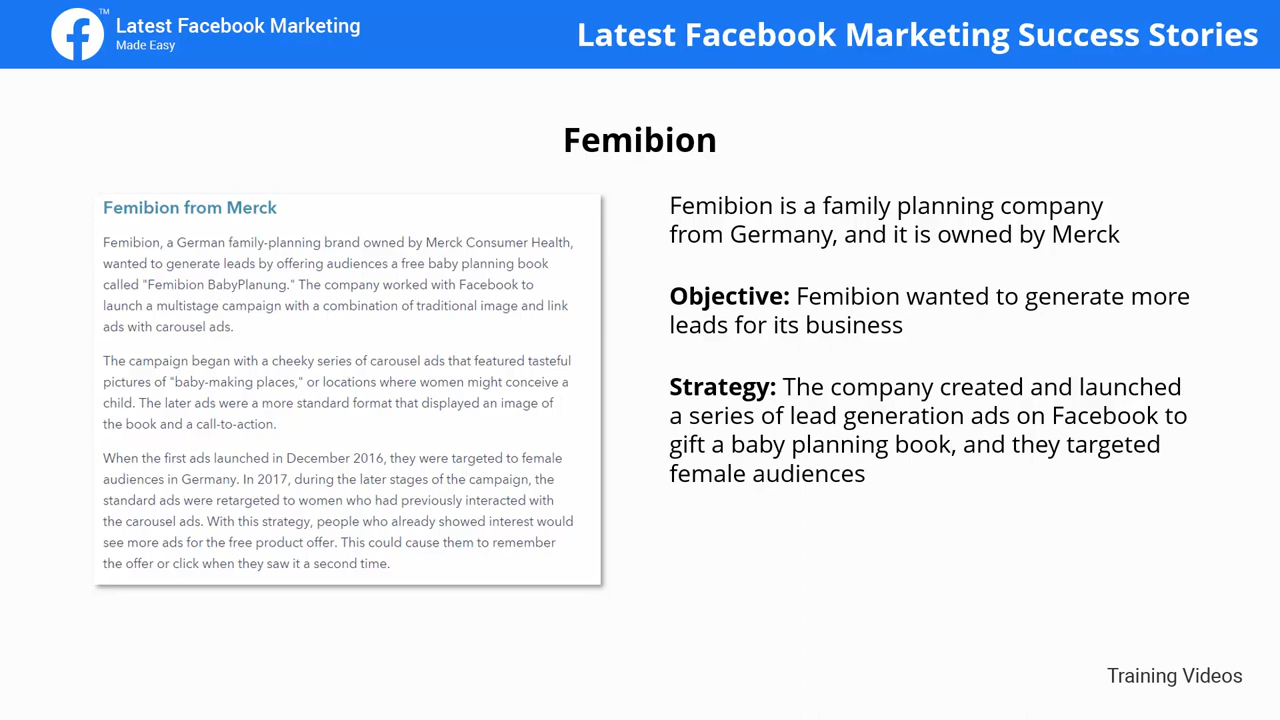 TM
Latest Facebook Marketing
Made Easy
Latest Facebook Marketing Success Stories
Femibion
Femibion from Merck
Femibion, a German family-planning brand owned by Merck Consumer Health,
wanted to generate leads by offering audiences a free baby planning book
called "Femibion BabyPlanung." The company worked with Facebook to
launch a multistage campaign with a combination of traditional image and link
ads with carousel ads.
The campaign began with a cheeky series of carousel ads that featured tasteful
pictures of "baby-making places," or locations where women might conceive a
child. The later ads were a more standard format that displayed an image of
the book and a call-to-action.
When the first ads launched in December 2016, they were targeted to female
audiences in Germany. In 2017, during the later stages of the campaign, the
standard ads were retargeted to women who had previously interacted with
the carousel ads. With this strategy, people who already showed interest would
see more ads for the free product offer. This could cause them to remember
the offer or click when they saw it a second time.
Femibion is a family planning company
from Germany, and it is owned by Merck
Objective: Femibion wanted to generate more
leads for its business
Strategy: The company created and launched
a series of lead generation ads on Facebook to
gift a baby planning book, and they targeted
female audiences
Training Videos